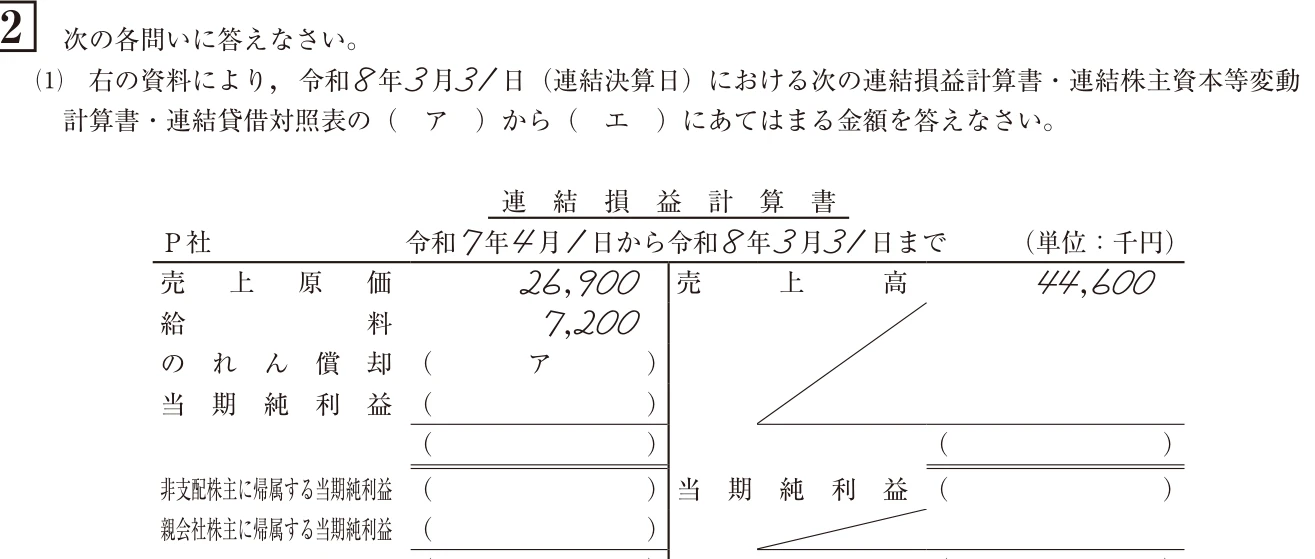 2 次の各問いに答えなさい。
(1) 右の資料により，令和8年3月31日（連結決算日）における次の連結損益計算書・連結株主資本等変動
計算書・連結貸借対照表の（ ア ）から（ エ ）にあてはまる金額を答えなさい。
連結損益計算書
P社 令和7年4月1日から令和8年3月31日まで （単位：千円）
売上原価 26,900 売上高 44,600
給料 7,200
のれん償却 （ ア ）
当期純利益 （ ）
（ ） （ ）
非支配株主に帰属する当期純利益 （ ） 当期純利益 （ ）
親会社株主に帰属する当期純利益 （ ）